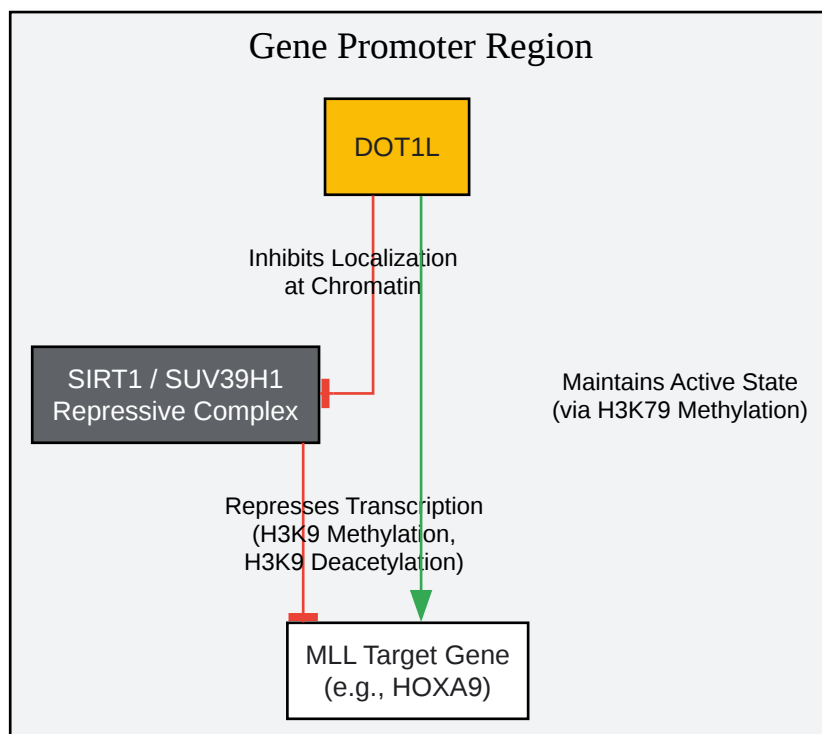 Gene Promoter Region
DOT1L
Inhibits Localization
at Chromatin
SIRT1 / SUV39H1
Repressive Complex
Maintains Active State
(via H3K79 Methylation)
Represses Transcription
(H3K9 Methylation,
H3K9 Deacetylation)
MLL Target Gene
(e.g., HOXA9)